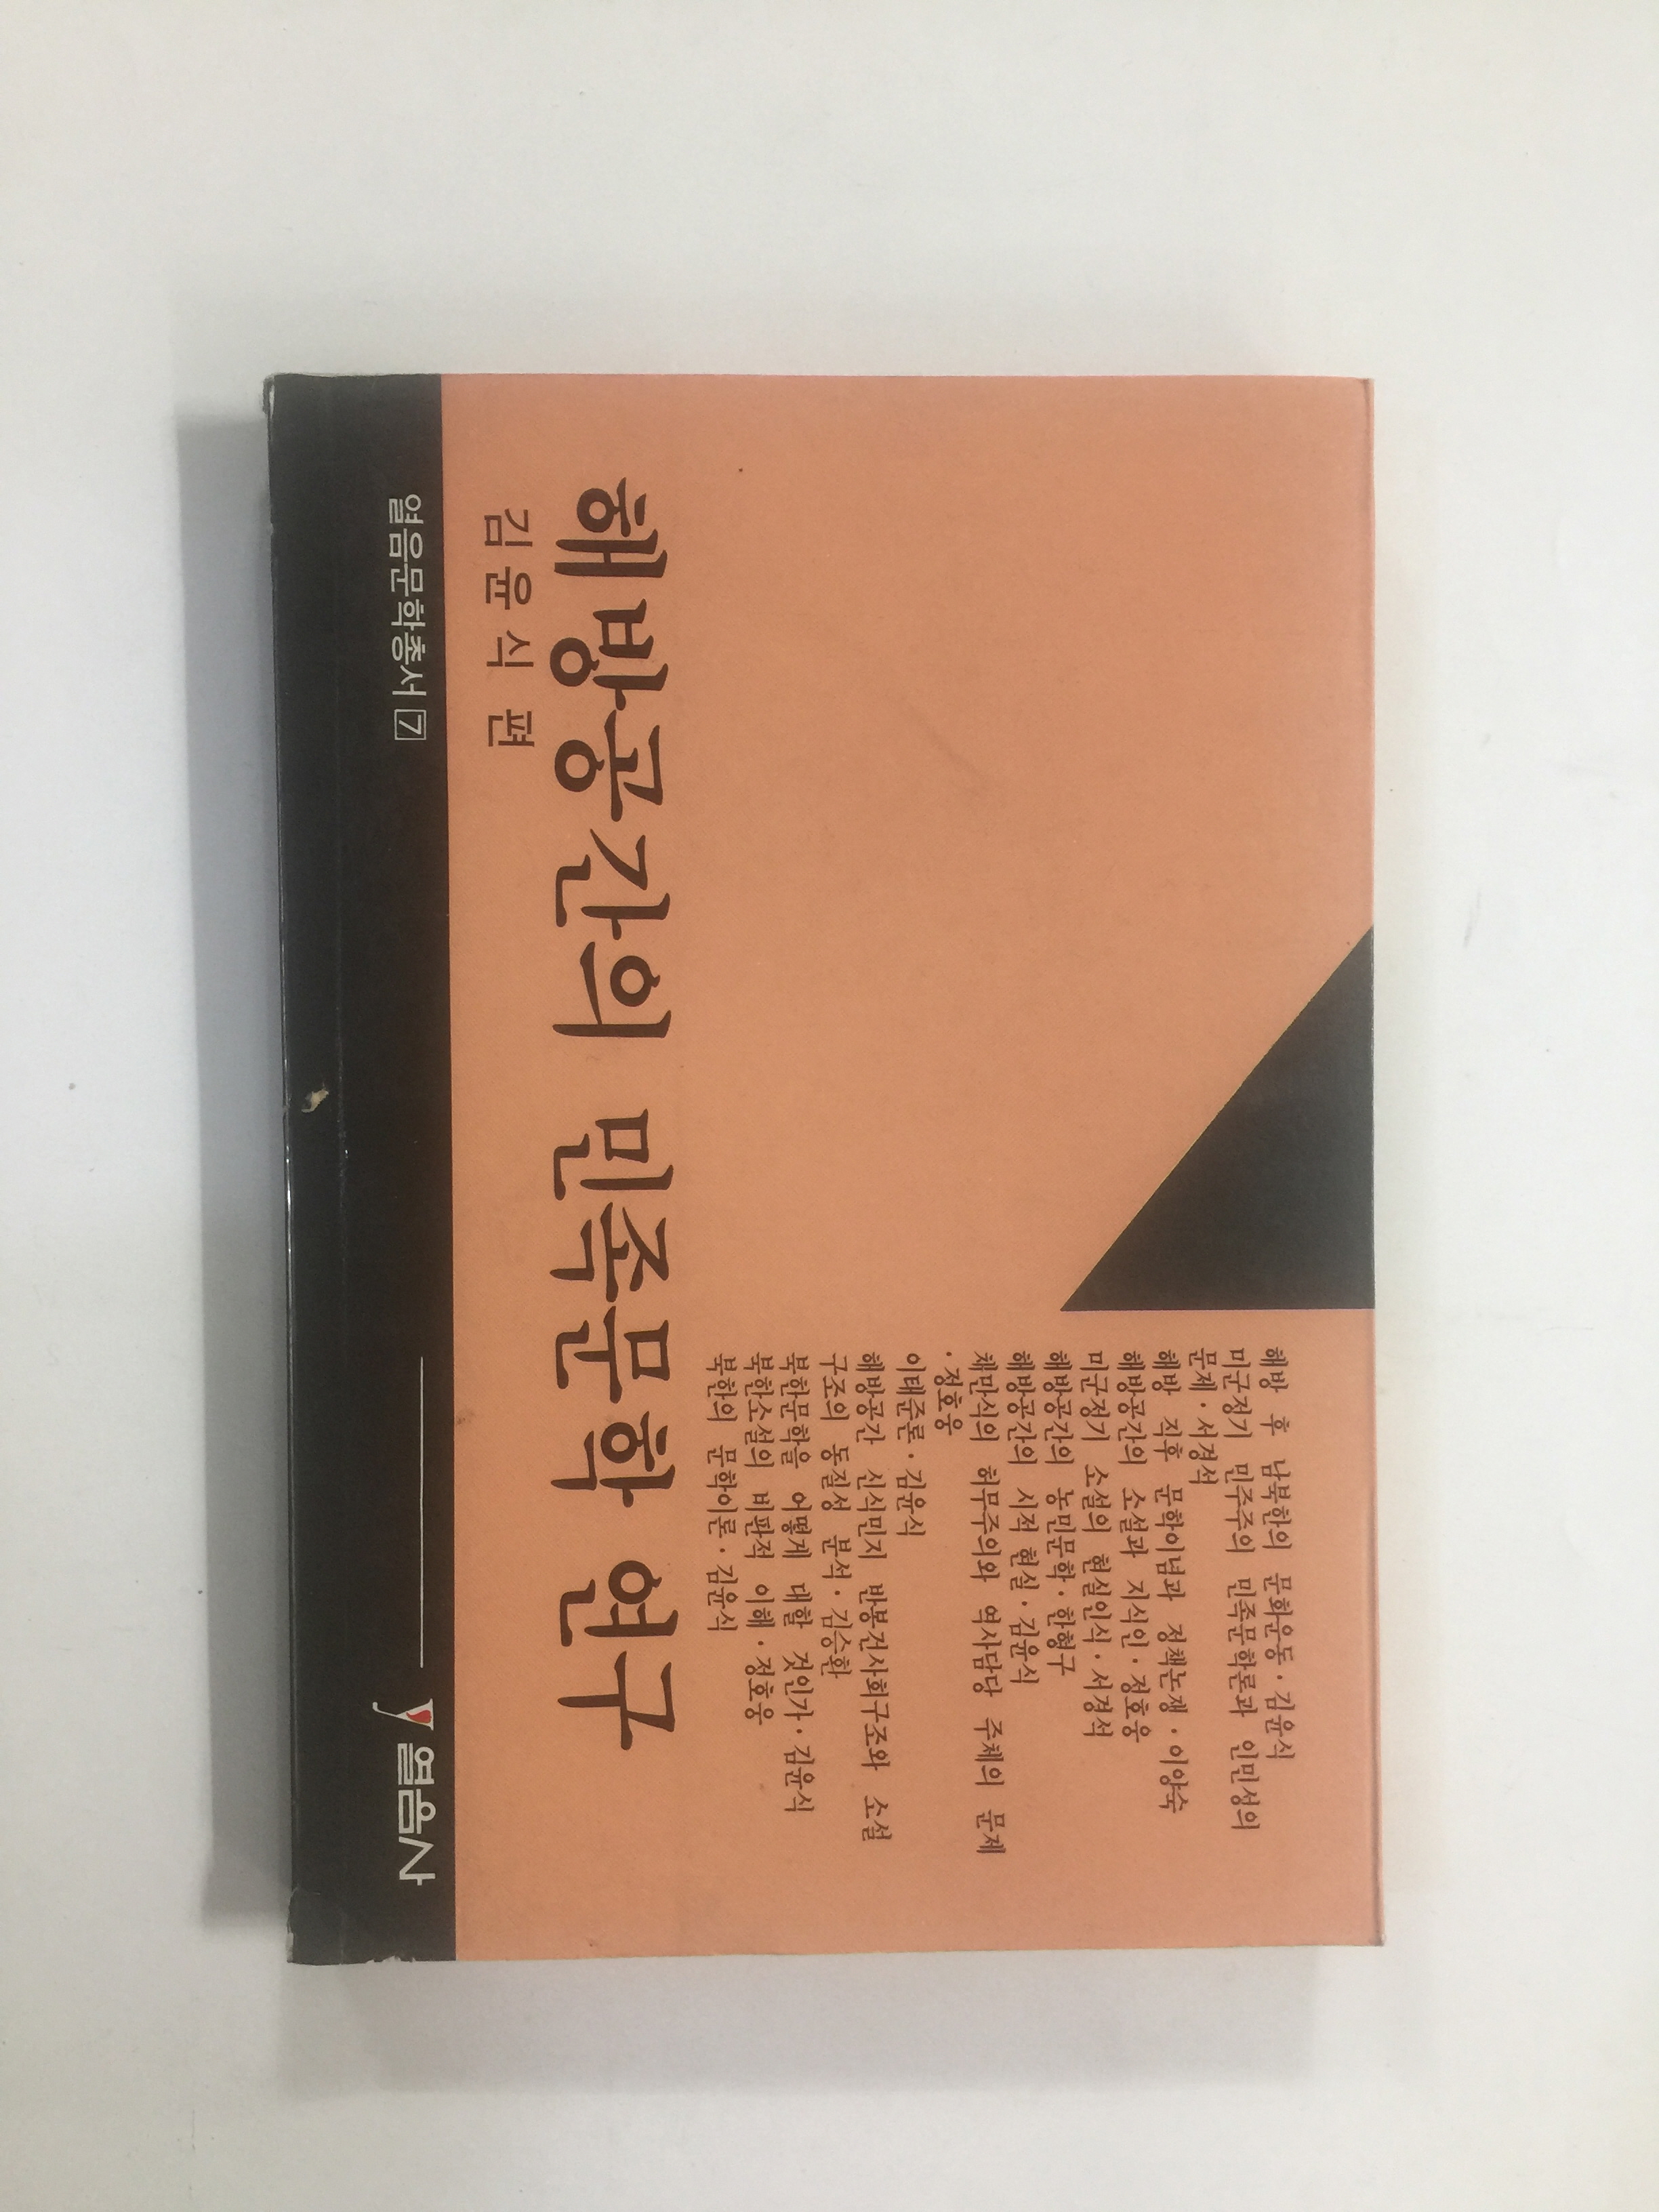 해방 후 남북한의 문화운동·김윤식
미군정기 민주주의 민족문학론과 인민성의
문제·서경석
해방 직후 문학이념과 정책논쟁·이양숙
해방공간의 소설과 지식인·정호웅
미군정기 소설의 현실인식·서경석
해방공간의 농민문학·한형구
해방공간의 시적 현실·김윤식
채만식의 허무주의와 역사담당 주체의 문제
·정호웅
이태준론·김윤식
해방공간 신식민지 반봉건사회구조와 소설
구조의 동질성 분석·김승환
북한문학을 어떻게 대할 것인가·김윤식
북한소설의 비판적 이해·정호웅
북한의 문학이론·김윤식
해방공간의 민족문학 연구
김윤식 편
열음문학총서 7
열음사